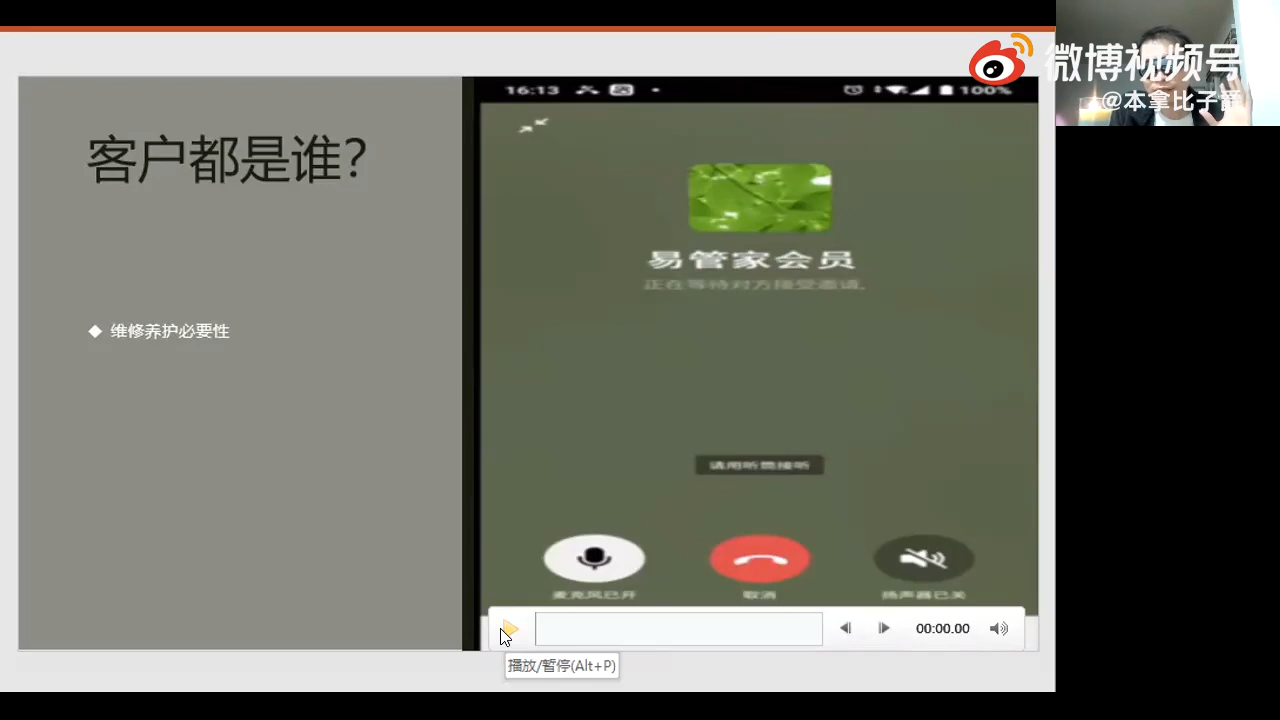 微博视频号
@本拿比子爵
客户都是谁?
◆ 维修养护必要性
16:13
100%
易管家会员
正在等待对方接受邀请。
请用听筒接听
麦克风已开
取消
扬声器已关
00:00.00
播放/暂停(Alt+P)